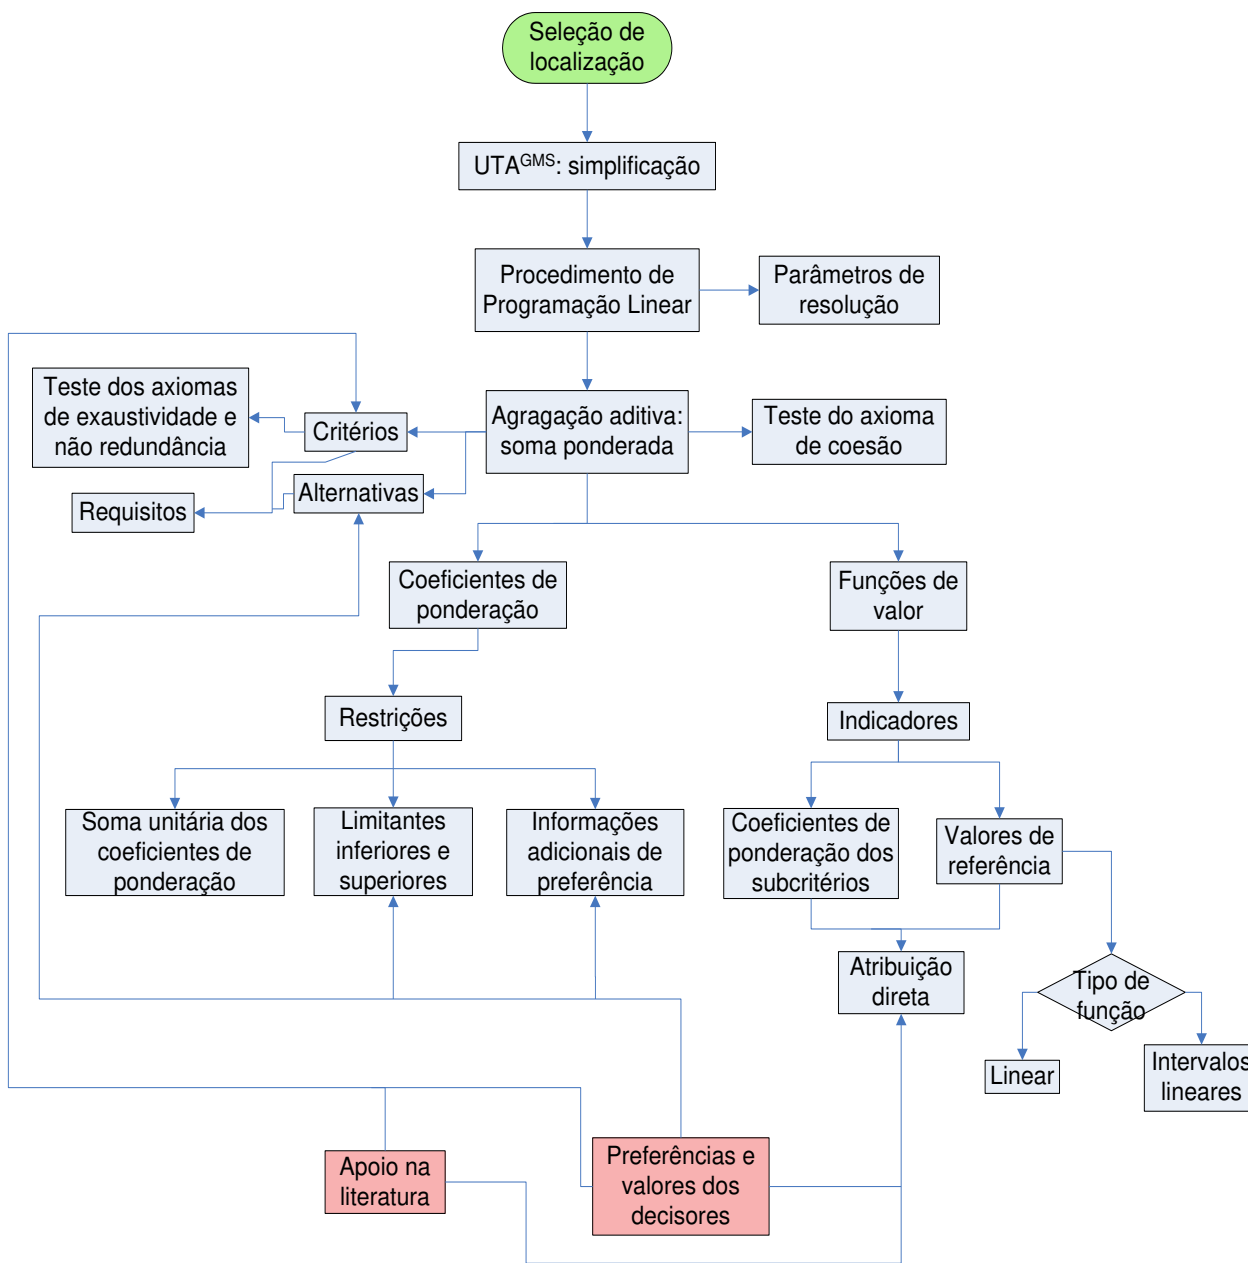 Seleção de
localização
UTAGMS: simplificação
Procedimento de
Programação Linear
Parâmetros de
resolução
Teste dos axiomas
de exaustividade e
não redundância
Critérios
Agragação aditiva:
soma ponderada
Teste do axioma
de coesão
Alternativas
Requisitos
Coeficientes de
ponderação
Funções de
valor
Restrições
Indicadores
Soma unitária dos
coeficientes de
ponderação
Limitantes
inferiores e
superiores
Informações
adicionais de
preferência
Coeficientes de
ponderação dos
subcritérios
Valores de
referência
Atribuição
direta
Tipo de
função
Linear
Intervalos
lineares
Apoio na
literatura
Preferências e
valores dos
decisores